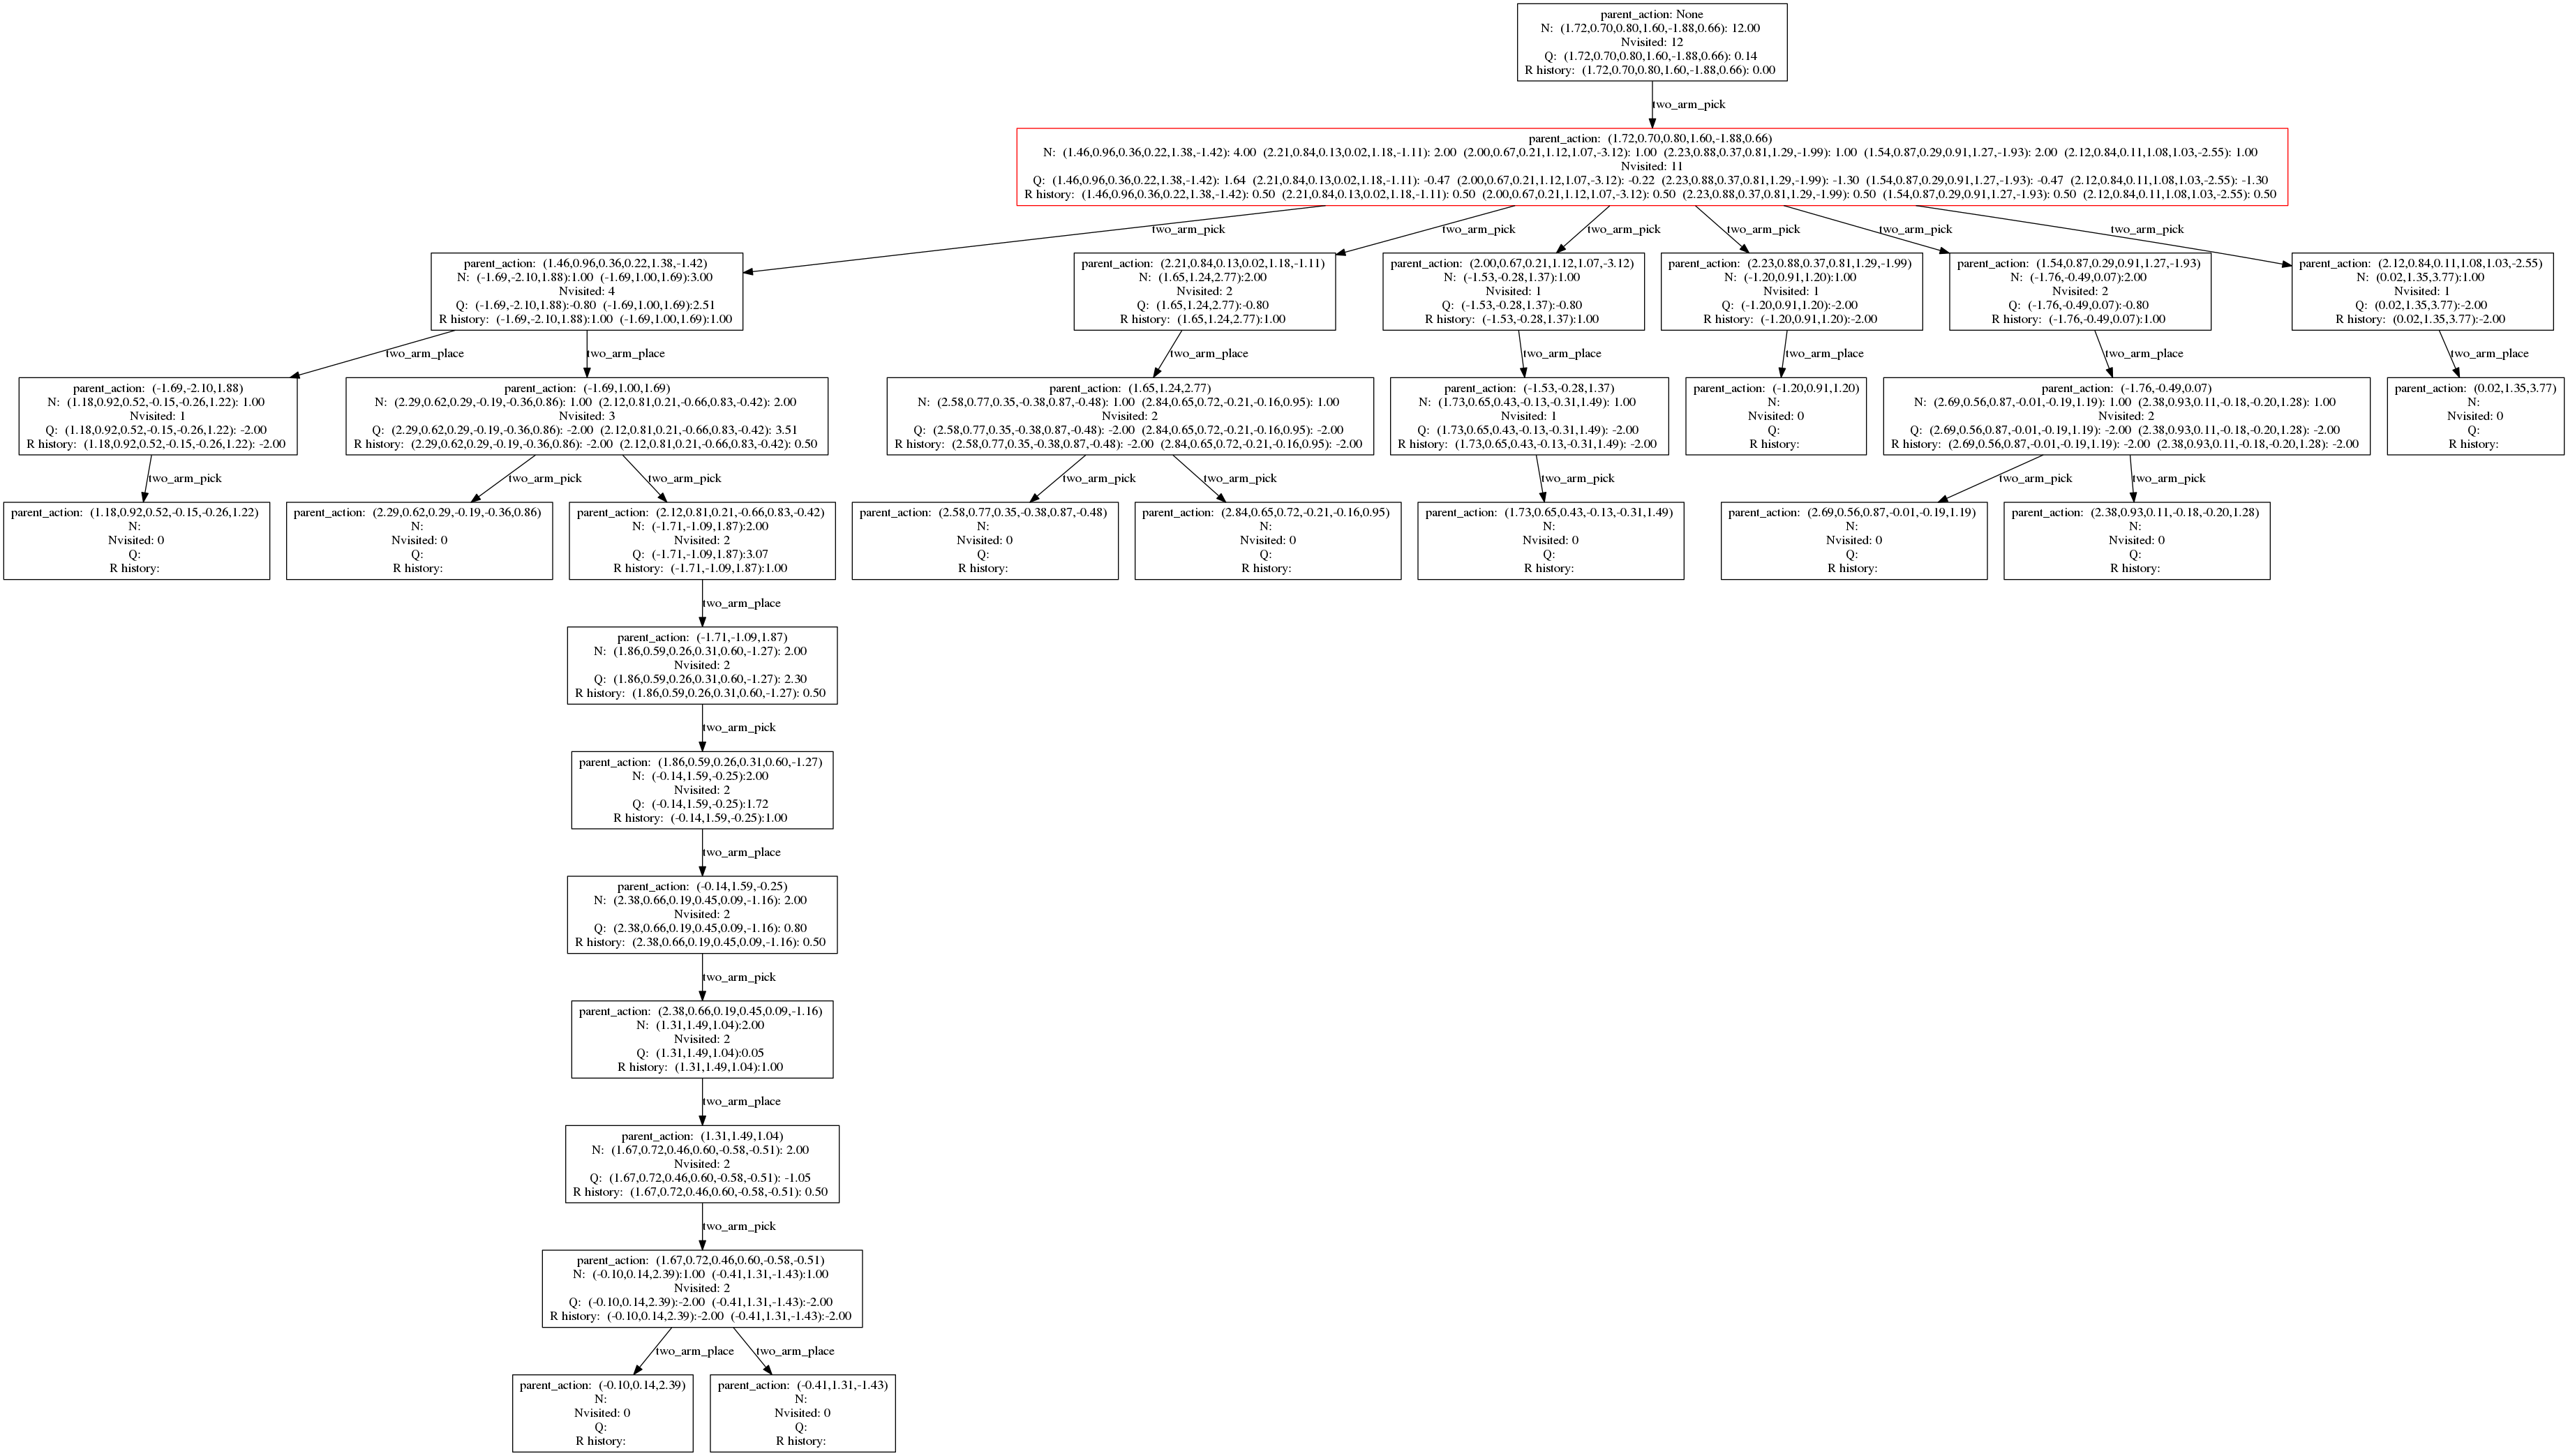 parent_action: None
N: (1.72,0.70,0.80,1.60,-1.88,0.66): 12.00
Nvisited: 12
Q: (1.72,0.70,0.80,1.60,-1.88,0.66): 0.14
R history: (1.72,0.70,0.80,1.60,-1.88,0.66): 0.00
two_arm_pick
parent_action: (1.72,0.70,0.80,1.60,-1.88,0.66)
N: (1.46,0.96,0.36,0.22,1.38,-1.42): 4.00 (2.21,0.84,0.13,0.02,1.18,-1.11): 2.00 (2.00,0.67,0.21,1.12,1.07,-3.12): 1.00 (2.23,0.88,0.37,0.81,1.29,-1.99): 1.00 (1.54,0.87,0.29,0.91,1.27,-1.93): 2.00 (2.12,0.84,0.11,1.08,1.03,-2.55): 1.00
Nvisited: 11
Q: (1.46,0.96,0.36,0.22,1.38,-1.42): 1.64 (2.21,0.84,0.13,0.02,1.18,-1.11): -0.47 (2.00,0.67,0.21,1.12,1.07,-3.12): -0.22 (2.23,0.88,0.37,0.81,1.29,-1.99): -1.30 (1.54,0.87,0.29,0.91,1.27,-1.93): -0.47 (2.12,0.84,0.11,1.08,1.03,-2.55): -1.30
R history: (1.46,0.96,0.36,0.22,1.38,-1.42): 0.50 (2.21,0.84,0.13,0.02,1.18,-1.11): 0.50 (2.00,0.67,0.21,1.12,1.07,-3.12): 0.50 (2.23,0.88,0.37,0.81,1.29,-1.99): 0.50 (1.54,0.87,0.29,0.91,1.27,-1.93): 0.50 (2.12,0.84,0.11,1.08,1.03,-2.55): 0.50
two_arm_pick
two_arm_pick
two_arm_pick
two_arm_pick
two_arm_pick
two_arm_pick
parent_action: (1.46,0.96,0.36,0.22,1.38,-1.42)
N: (-1.69,-2.10,1.88):1.00 (-1.69,1.00,1.69):3.00
Nvisited: 4
Q: (-1.69,-2.10,1.88):-0.80 (-1.69,1.00,1.69):2.51
R history: (-1.69,-2.10,1.88):1.00 (-1.69,1.00,1.69):1.00
parent_action: (2.21,0.84,0.13,0.02,1.18,-1.11)
N: (1.65,1.24,2.77):2.00
Nvisited: 2
Q: (1.65,1.24,2.77):-0.80
R history: (1.65,1.24,2.77):1.00
parent_action: (2.00,0.67,0.21,1.12,1.07,-3.12)
N: (-1.53,-0.28,1.37):1.00
Nvisited: 1
Q: (-1.53,-0.28,1.37):-0.80
R history: (-1.53,-0.28,1.37):1.00
parent_action: (2.23,0.88,0.37,0.81,1.29,-1.99)
N: (-1.20,0.91,1.20):1.00
Nvisited: 1
Q: (-1.20,0.91,1.20):-2.00
R history: (-1.20,0.91,1.20):-2.00
parent_action: (1.54,0.87,0.29,0.91,1.27,-1.93)
N: (-1.76,-0.49,0.07):2.00
Nvisited: 2
Q: (-1.76,-0.49,0.07):-0.80
R history: (-1.76,-0.49,0.07):1.00
parent_action: (2.12,0.84,0.11,1.08,1.03,-2.55)
N: (0.02,1.35,3.77):1.00
Nvisited: 1
Q: (0.02,1.35,3.77):-2.00
R history: (0.02,1.35,3.77):-2.00
two_arm_place
two_arm_place
two_arm_place
two_arm_place
two_arm_place
two_arm_place
two_arm_place
parent_action: (-1.69,-2.10,1.88)
N: (1.18,0.92,0.52,-0.15,-0.26,1.22): 1.00
Nvisited: 1
Q: (1.18,0.92,0.52,-0.15,-0.26,1.22): -2.00
R history: (1.18,0.92,0.52,-0.15,-0.26,1.22): -2.00
parent_action: (-1.69,1.00,1.69)
N: (2.29,0.62,0.29,-0.19,-0.36,0.86): 1.00 (2.12,0.81,0.21,-0.66,0.83,-0.42): 2.00
Nvisited: 3
Q: (2.29,0.62,0.29,-0.19,-0.36,0.86): -2.00 (2.12,0.81,0.21,-0.66,0.83,-0.42): 3.51
R history: (2.29,0.62,0.29,-0.19,-0.36,0.86): -2.00 (2.12,0.81,0.21,-0.66,0.83,-0.42): 0.50
parent_action: (1.65,1.24,2.77)
N: (2.58,0.77,0.35,-0.38,0.87,-0.48): 1.00 (2.84,0.65,0.72,-0.21,-0.16,0.95): 1.00
Nvisited: 2
Q: (2.58,0.77,0.35,-0.38,0.87,-0.48): -2.00 (2.84,0.65,0.72,-0.21,-0.16,0.95): -2.00
R history: (2.58,0.77,0.35,-0.38,0.87,-0.48): -2.00 (2.84,0.65,0.72,-0.21,-0.16,0.95): -2.00
parent_action: (-1.53,-0.28,1.37)
N: (1.73,0.65,0.43,-0.13,-0.31,1.49): 1.00
Nvisited: 1
Q: (1.73,0.65,0.43,-0.13,-0.31,1.49): -2.00
R history: (1.73,0.65,0.43,-0.13,-0.31,1.49): -2.00
parent_action: (-1.20,0.91,1.20)
N:
Nvisited: 0
Q:
R history:
parent_action: (-1.76,-0.49,0.07)
N: (2.69,0.56,0.87,-0.01,-0.19,1.19): 1.00 (2.38,0.93,0.11,-0.18,-0.20,1.28): 1.00
Nvisited: 2
Q: (2.69,0.56,0.87,-0.01,-0.19,1.19): -2.00 (2.38,0.93,0.11,-0.18,-0.20,1.28): -2.00
R history: (2.69,0.56,0.87,-0.01,-0.19,1.19): -2.00 (2.38,0.93,0.11,-0.18,-0.20,1.28): -2.00
parent_action: (0.02,1.35,3.77)
N:
Nvisited: 0
Q:
R history:
two_arm_pick
two_arm_pick
two_arm_pick
two_arm_pick
two_arm_pick
two_arm_pick
two_arm_pick
two_arm_pick
parent_action: (1.18,0.92,0.52,-0.15,-0.26,1.22)
N:
Nvisited: 0
Q:
R history:
parent_action: (2.29,0.62,0.29,-0.19,-0.36,0.86)
N:
Nvisited: 0
Q:
R history:
parent_action: (2.12,0.81,0.21,-0.66,0.83,-0.42)
N: (-1.71,-1.09,1.87):2.00
Nvisited: 2
Q: (-1.71,-1.09,1.87):3.07
R history: (-1.71,-1.09,1.87):1.00
parent_action: (2.58,0.77,0.35,-0.38,0.87,-0.48)
N:
Nvisited: 0
Q:
R history:
parent_action: (2.84,0.65,0.72,-0.21,-0.16,0.95)
N:
Nvisited: 0
Q:
R history:
parent_action: (1.73,0.65,0.43,-0.13,-0.31,1.49)
N:
Nvisited: 0
Q:
R history:
parent_action: (2.69,0.56,0.87,-0.01,-0.19,1.19)
N:
Nvisited: 0
Q:
R history:
parent_action: (2.38,0.93,0.11,-0.18,-0.20,1.28)
N:
Nvisited: 0
Q:
R history:
two_arm_place
parent_action: (-1.71,-1.09,1.87)
N: (1.86,0.59,0.26,0.31,0.60,-1.27): 2.00
Nvisited: 2
Q: (1.86,0.59,0.26,0.31,0.60,-1.27): 2.30
R history: (1.86,0.59,0.26,0.31,0.60,-1.27): 0.50
two_arm_pick
parent_action: (1.86,0.59,0.26,0.31,0.60,-1.27)
N: (-0.14,1.59,-0.25):2.00
Nvisited: 2
Q: (-0.14,1.59,-0.25):1.72
R history: (-0.14,1.59,-0.25):1.00
two_arm_place
parent_action: (-0.14,1.59,-0.25)
N: (2.38,0.66,0.19,0.45,0.09,-1.16): 2.00
Nvisited: 2
Q: (2.38,0.66,0.19,0.45,0.09,-1.16): 0.80
R history: (2.38,0.66,0.19,0.45,0.09,-1.16): 0.50
two_arm_pick
parent_action: (2.38,0.66,0.19,0.45,0.09,-1.16)
N: (1.31,1.49,1.04):2.00
Nvisited: 2
Q: (1.31,1.49,1.04):0.05
R history: (1.31,1.49,1.04):1.00
two_arm_place
parent_action: (1.31,1.49,1.04)
N: (1.67,0.72,0.46,0.60,-0.58,-0.51): 2.00
Nvisited: 2
Q: (1.67,0.72,0.46,0.60,-0.58,-0.51): -1.05
R history: (1.67,0.72,0.46,0.60,-0.58,-0.51): 0.50
two_arm_pick
parent_action: (1.67,0.72,0.46,0.60,-0.58,-0.51)
N: (-0.10,0.14,2.39):1.00 (-0.41,1.31,-1.43):1.00
Nvisited: 2
Q: (-0.10,0.14,2.39):-2.00 (-0.41,1.31,-1.43):-2.00
R history: (-0.10,0.14,2.39):-2.00 (-0.41,1.31,-1.43):-2.00
two_arm_place
two_arm_place
parent_action: (-0.10,0.14,2.39)
N:
Nvisited: 0
Q:
R history:
parent_action: (-0.41,1.31,-1.43)
N:
Nvisited: 0
Q:
R history: